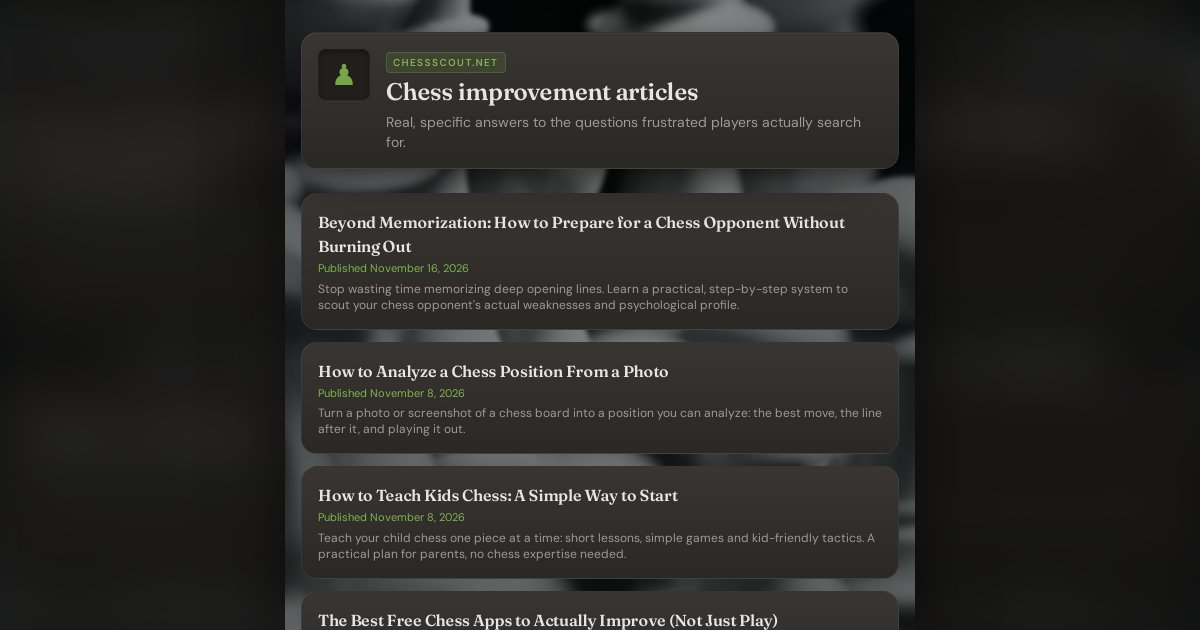 CHESSSCOUT.NET
Chess improvement articles
Real, specific answers to the questions frustrated players actually search
for.
Beyond Memorization: How to Prepare for a Chess Opponent Without
Burning Out
Published November 16, 2026
Stop wasting time memorizing deep opening lines. Learn a practical, step-by-step system to
scout your chess opponent's actual weaknesses and psychological profile.
How to Analyze a Chess Position From a Photo
Published November 8, 2026
Turn a photo or screenshot of a chess board into a position you can analyze: the best move, the line
after it, and playing it out.
How to Teach Kids Chess: A Simple Way to Start
Published November 8, 2026
Teach your child chess one piece at a time: short lessons, simple games and kid-friendly tactics. A
practical plan for parents, no chess expertise needed.
The Best Free Chess Apps to Actually Improve (Not Just Play)